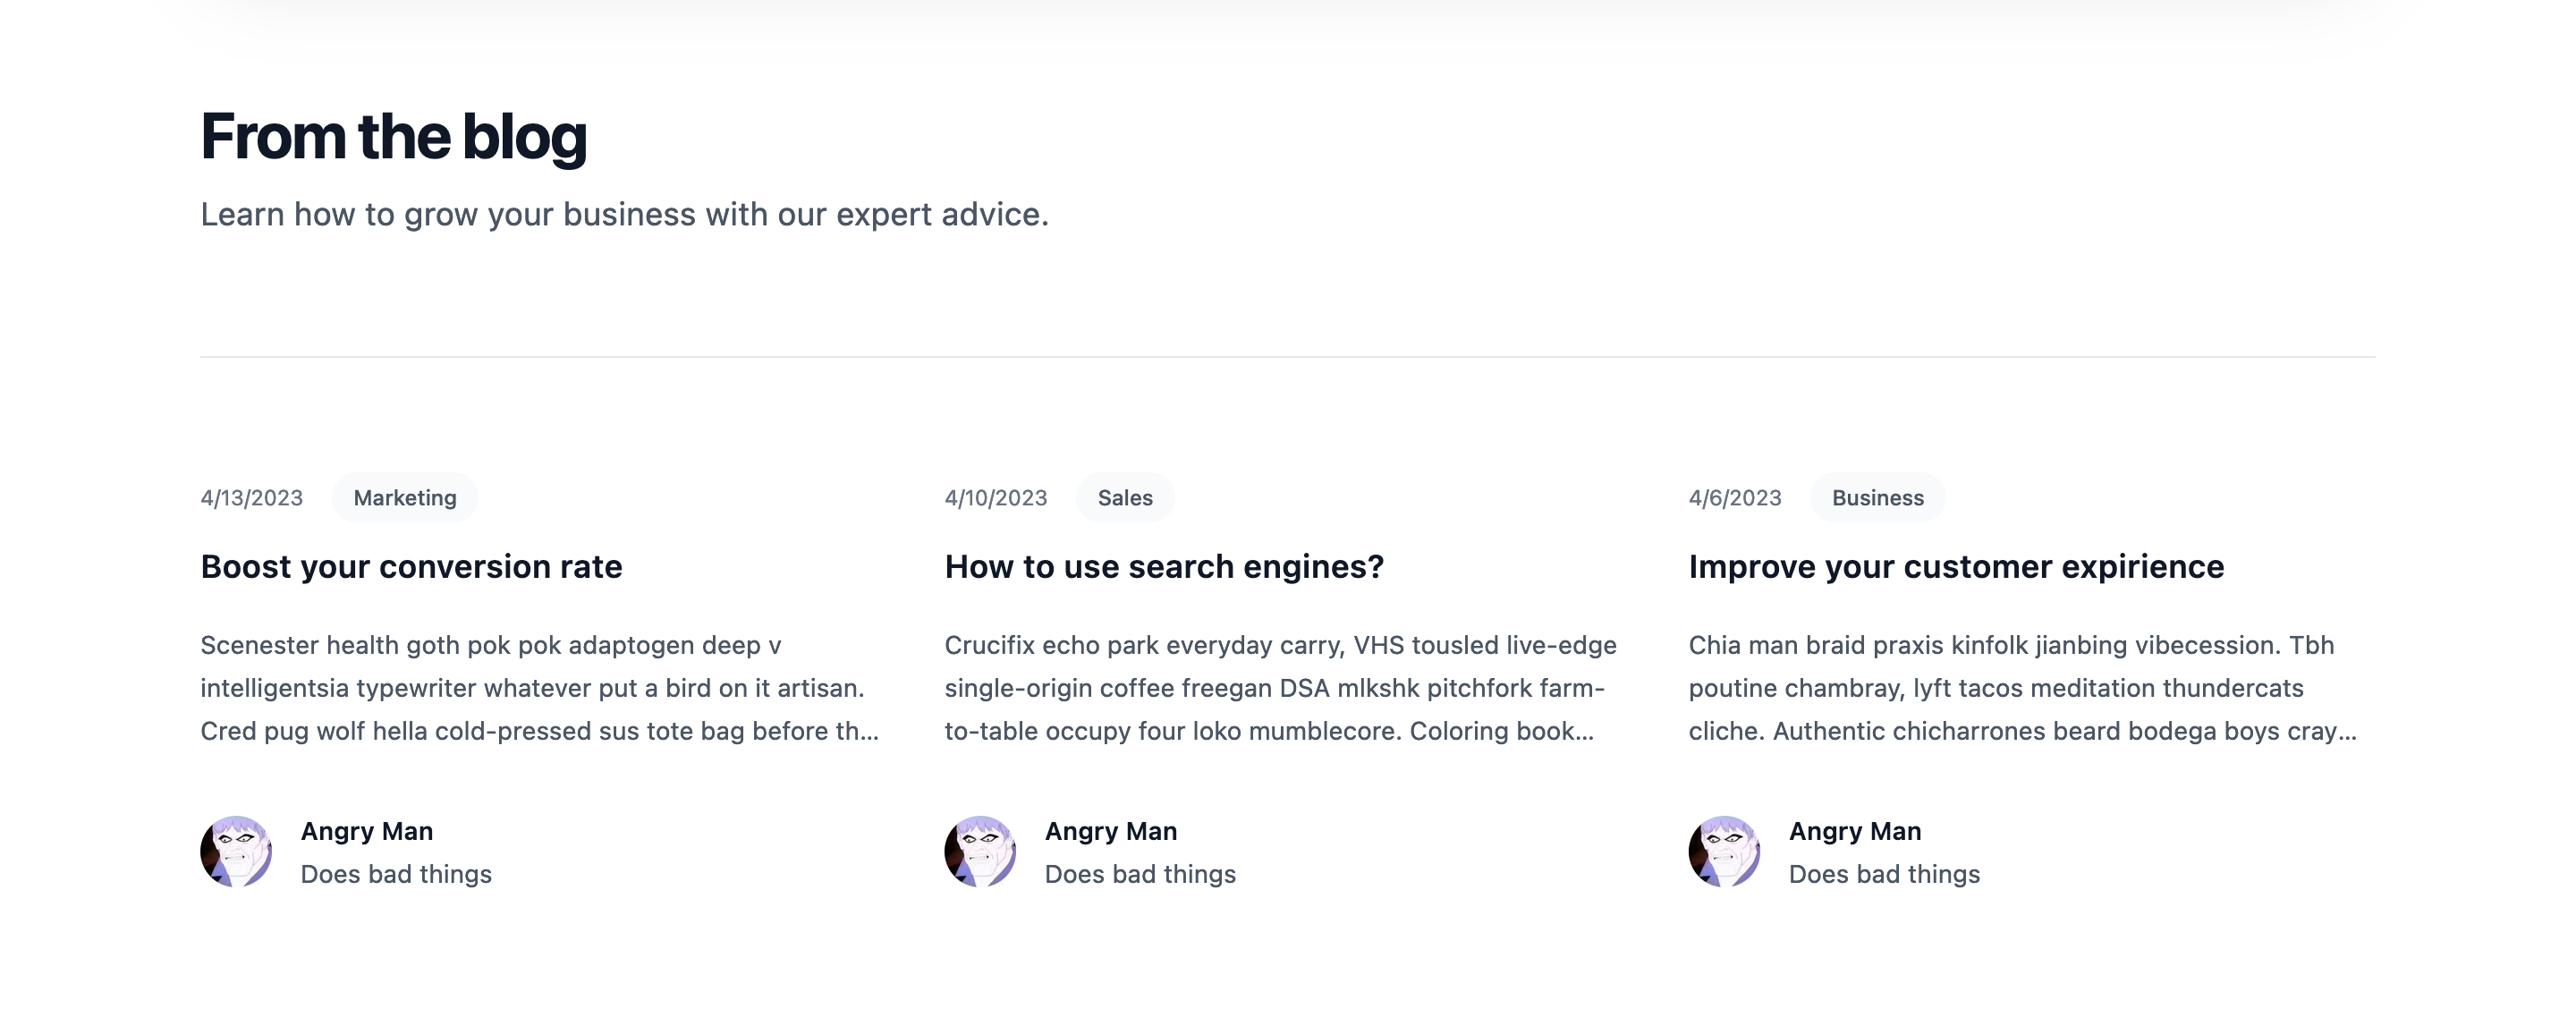 From the blog
Learn how to grow your business with our expert advice.
4/13/2023 Marketing
Boost your conversion rate
Scenester health goth pok pok adaptogen deep v
intelligentsia typewriter whatever put a bird on it artisan.
Cred pug wolf hella cold-pressed sus tote bag before th...
Angry Man
Does bad things
4/10/2023 Sales
How to use search engines?
Crucifix echo park everyday carry, VHS tousled live-edge
single-origin coffee freegan DSA mlkshk pitchfork farm-
to-table occupy four loko mumblecore. Coloring book...
Angry Man
Does bad things
4/6/2023 Business
Improve your customer expirience
Chia man braid praxis kinfolk jianbing vibecession. Tbh
poutine chambray, lyft tacos meditation thundercats
cliche. Authentic chicharrones beard bodega boys cray...
Angry Man
Does bad things